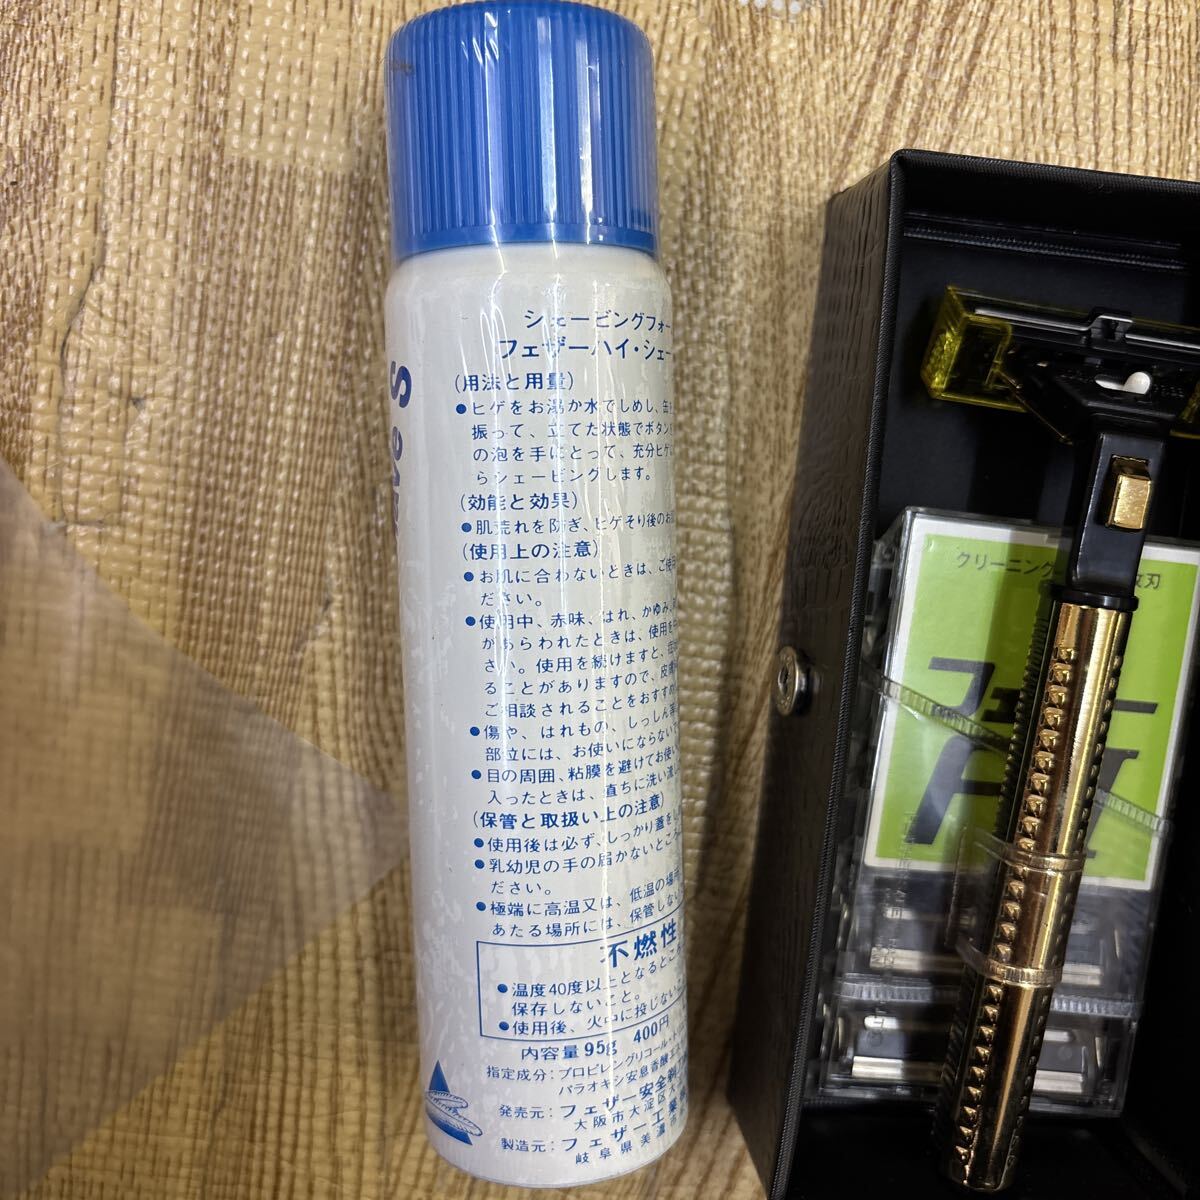 シェービングフォー
フェザーハイ・シェー
(用法と用量)
●ヒゲをお湯か水でしめし、缶
振って、立てた状態でボタン
の泡を手にとって、充分ヒゲ
らシェービングします。
(効能と効果)
●肌荒れを防ぎ、ヒゲそり後のお
(使用上の注意)
●お肌に合わないときは、ご使
ださい。
●使用中、赤味、はれ、かゆみ、
があらわれたときは、使用を
さい。使用を続けますと、症
ることがありますので、皮膚
ご相談されることをおすすめ
●傷や、はれもの、しっしん
部位には、お使いにならない
●目の周囲、粘膜を避けてお使い
入ったときは、直ちに洗い流
(保管と取扱い上の注意)
●使用後は必ず、しっかり蓋を
●乳幼児の手の届かないところ
ださい。
●極端に高温又は、低温の場所
あたる場所には、保管しない
不燃性
●温度40度以上となるところ
保存しないこと。
●使用後、火中に投じないこ
内容量 95g 400円
指定成分:プロピレングリコール・
パラオキシ安息香酸エ
発売元:フェザー安全剃
大阪市大淀区大
製造元:フェザー工業
岐阜県美濃市
ve S
クリーニング
枚刃
フェザー